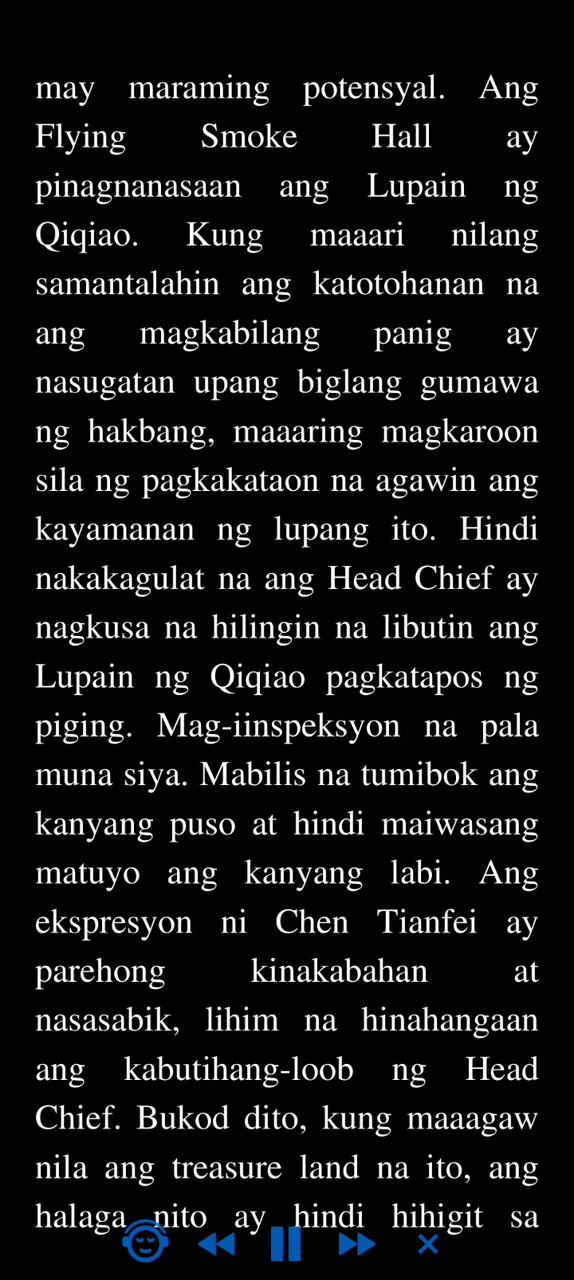 may maraming potensyal. Ang
Flying Smoke Hall ay
pinagnanasaan ang Lupain ng
Qiqiao. Kung maaari nilang
samantalahin ang katotohanan na
ang magkabilang panig ay
nasugatan upang biglang gumawa
ng hakbang, maaaring magkaroon
sila ng pagkakataon na agawin ang
kayamanan ng lupang ito. Hindi
nakakagulat na ang Head Chief ay
nagkusa na hilingin na libutin ang
Lupain ng Qiqiao pagkatapos ng
piging. Mag-iinspeksyon na pala
muna siya. Mabilis na tumibok ang
kanyang puso at hindi maiwasang
matuyo ang kanyang labi. Ang
ekspresyon ni Chen Tianfei ay
parehong kinakabahan at
nasasabik, lihim na hinahangaan
ang kabutihang-loob ng Head
Chief. Bukod dito, kung maaagaw
nila ang treasure land na ito, ang
halaga nito ay hindi hihigit sa